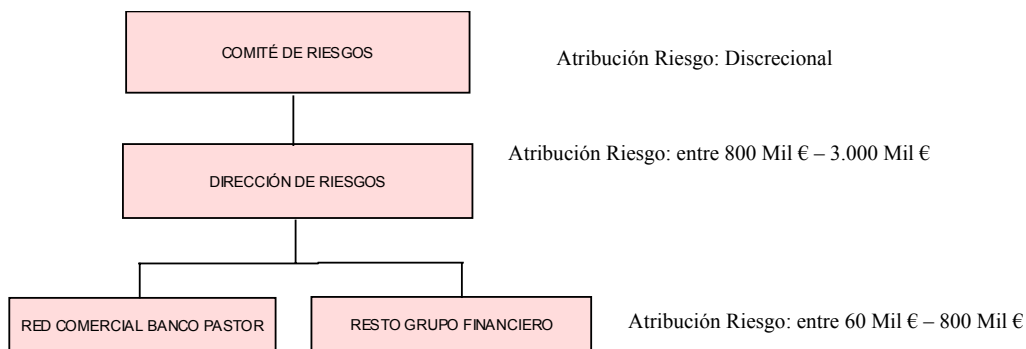 COMITÉ DE RIESGOS
Atribución Riesgo: Discrecional
Atribución Riesgo: entre 800 Mil € – 3.000 Mil €
DIRECCIÓN DE RIESGOS
RED COMERCIAL BANCO PASTOR
RESTO GRUPO FINANCIERO
Atribución Riesgo: entre 60 Mil € – 800 Mil €